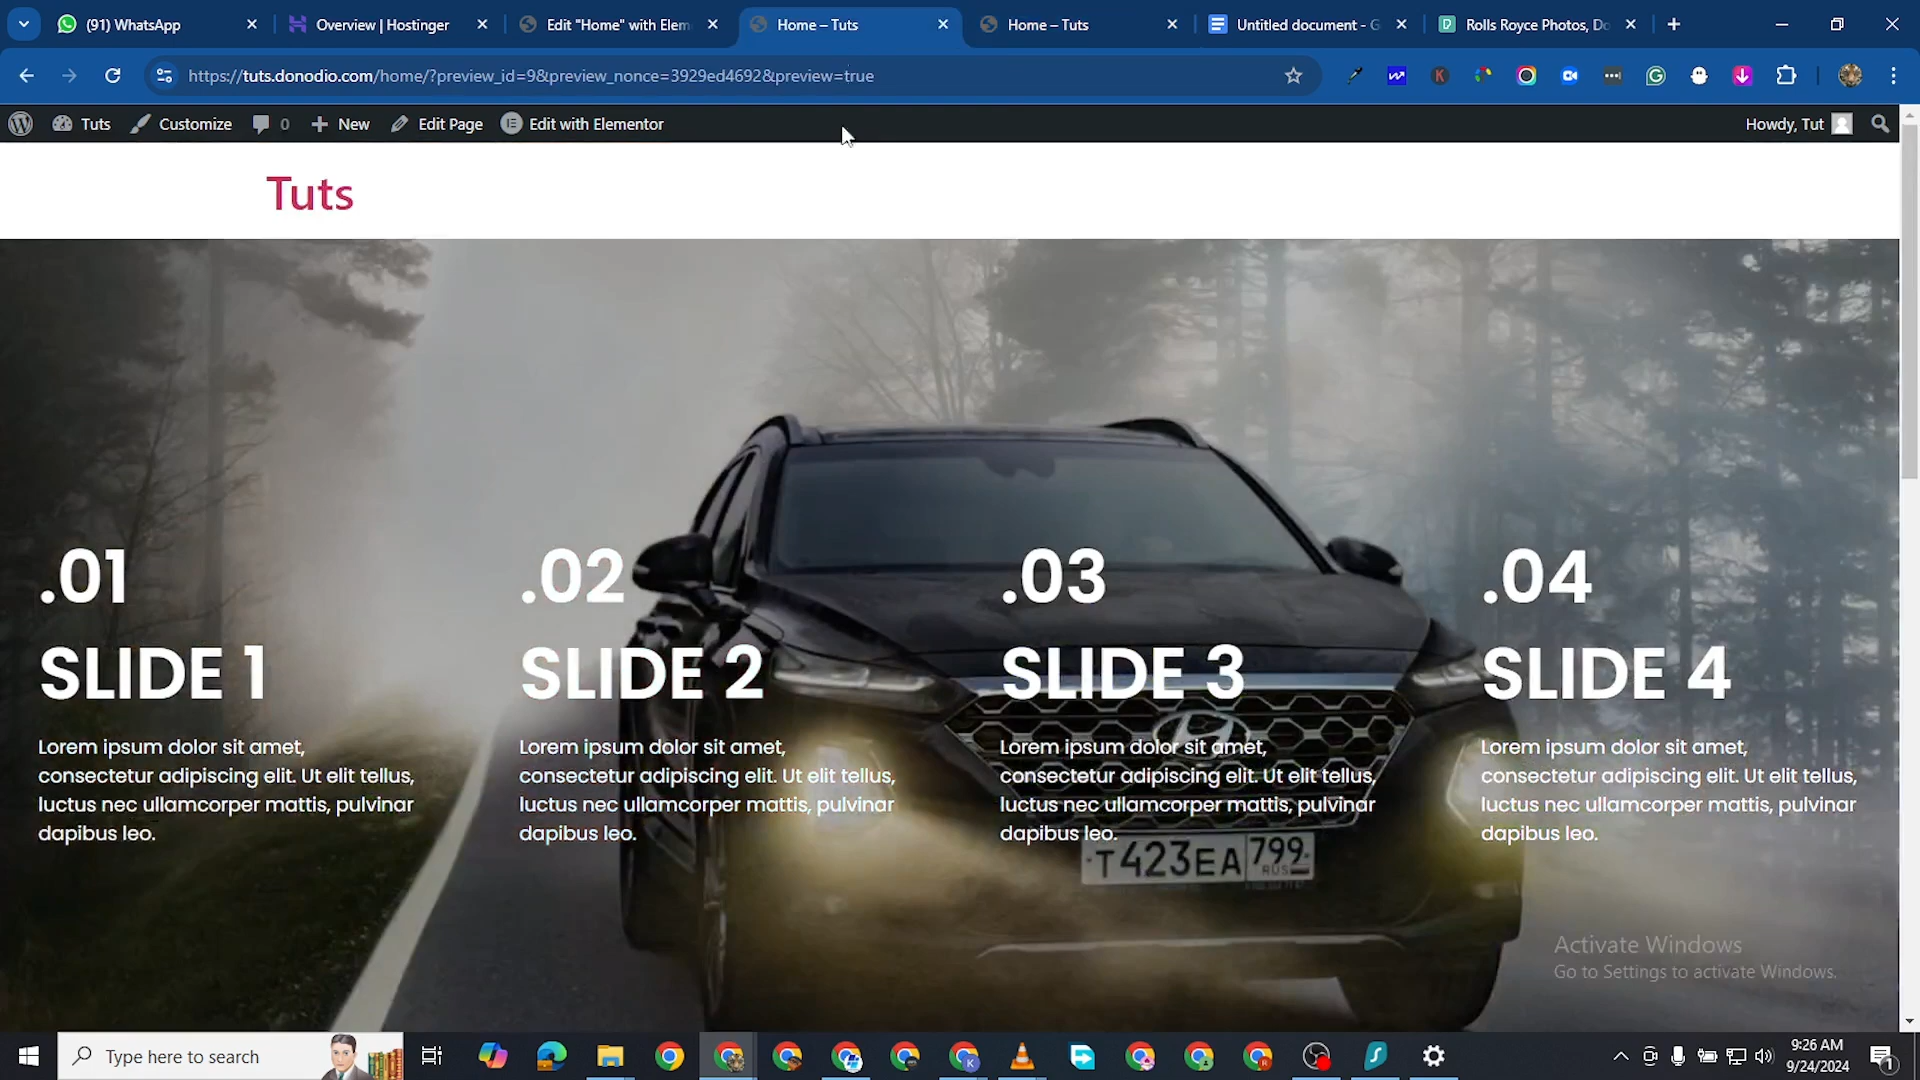 (91) WhatsApp
Overview | Hostinger
Edit "Home" with Elem
Home – Tuts
Home – Tuts
Untitled document - G
Rolls Royce Photos, Do
https://tuts.donodio.com/home/?preview_id=9&preview_nonce=3929ed4692&preview=true
Tuts
Customize
0
New
Edit Page
Edit with Elementor
Howdy, Tut
Tuts
.01
SLIDE 1
Lorem ipsum dolor sit amet,
consectetur adipiscing elit. Ut elit tellus,
luctus nec ullamcorper mattis, pulvinar
dapibus leo.
.02
SLIDE 2
Lorem ipsum dolor sit amet,
consectetur adipiscing elit. Ut elit tellus,
luctus nec ullamcorper mattis, pulvinar
dapibus leo.
.03
SLIDE 3
Lorem ipsum dolor sit amet,
consectetur adipiscing elit. Ut elit tellus,
luctus nec ullamcorper mattis, pulvinar
dapibus leo.
.04
SLIDE 4
Lorem ipsum dolor sit amet,
consectetur adipiscing elit. Ut elit tellus,
luctus nec ullamcorper mattis, pulvinar
dapibus leo.
Т423ЕА 799
RUS
Activate Windows
Go to Settings to activate Windows.
Type here to search
9:26 AM
9/24/2024
1